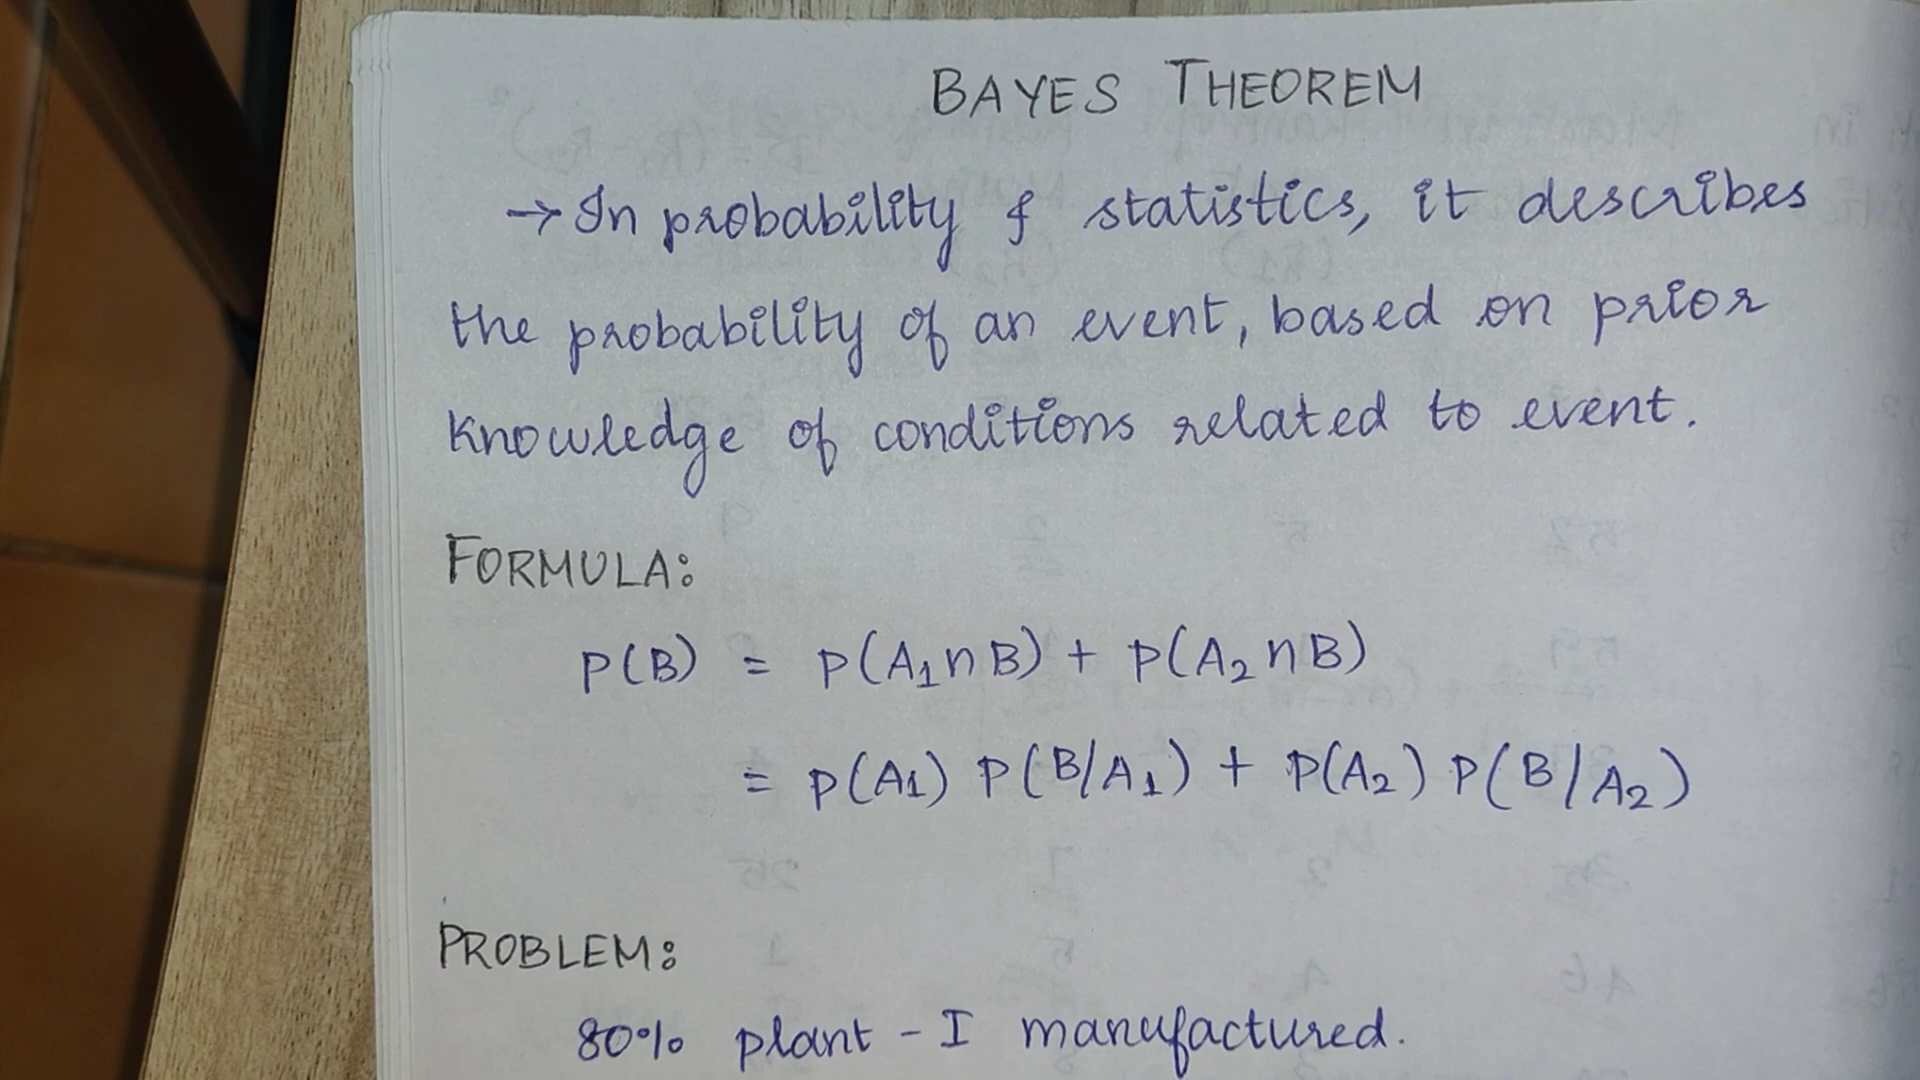 BAYES THEOREM
→ In probability & statistics, it describes
the probability of an event, based on prior
knowledge of conditions related to event.
FORMULA:
P(B) = P(A₁∩B) + P(A₂∩B)
= P(A₁) P(B/A₁) + P(A₂) P(B/A₂)
PROBLEM:
80% plant - I manufactured.